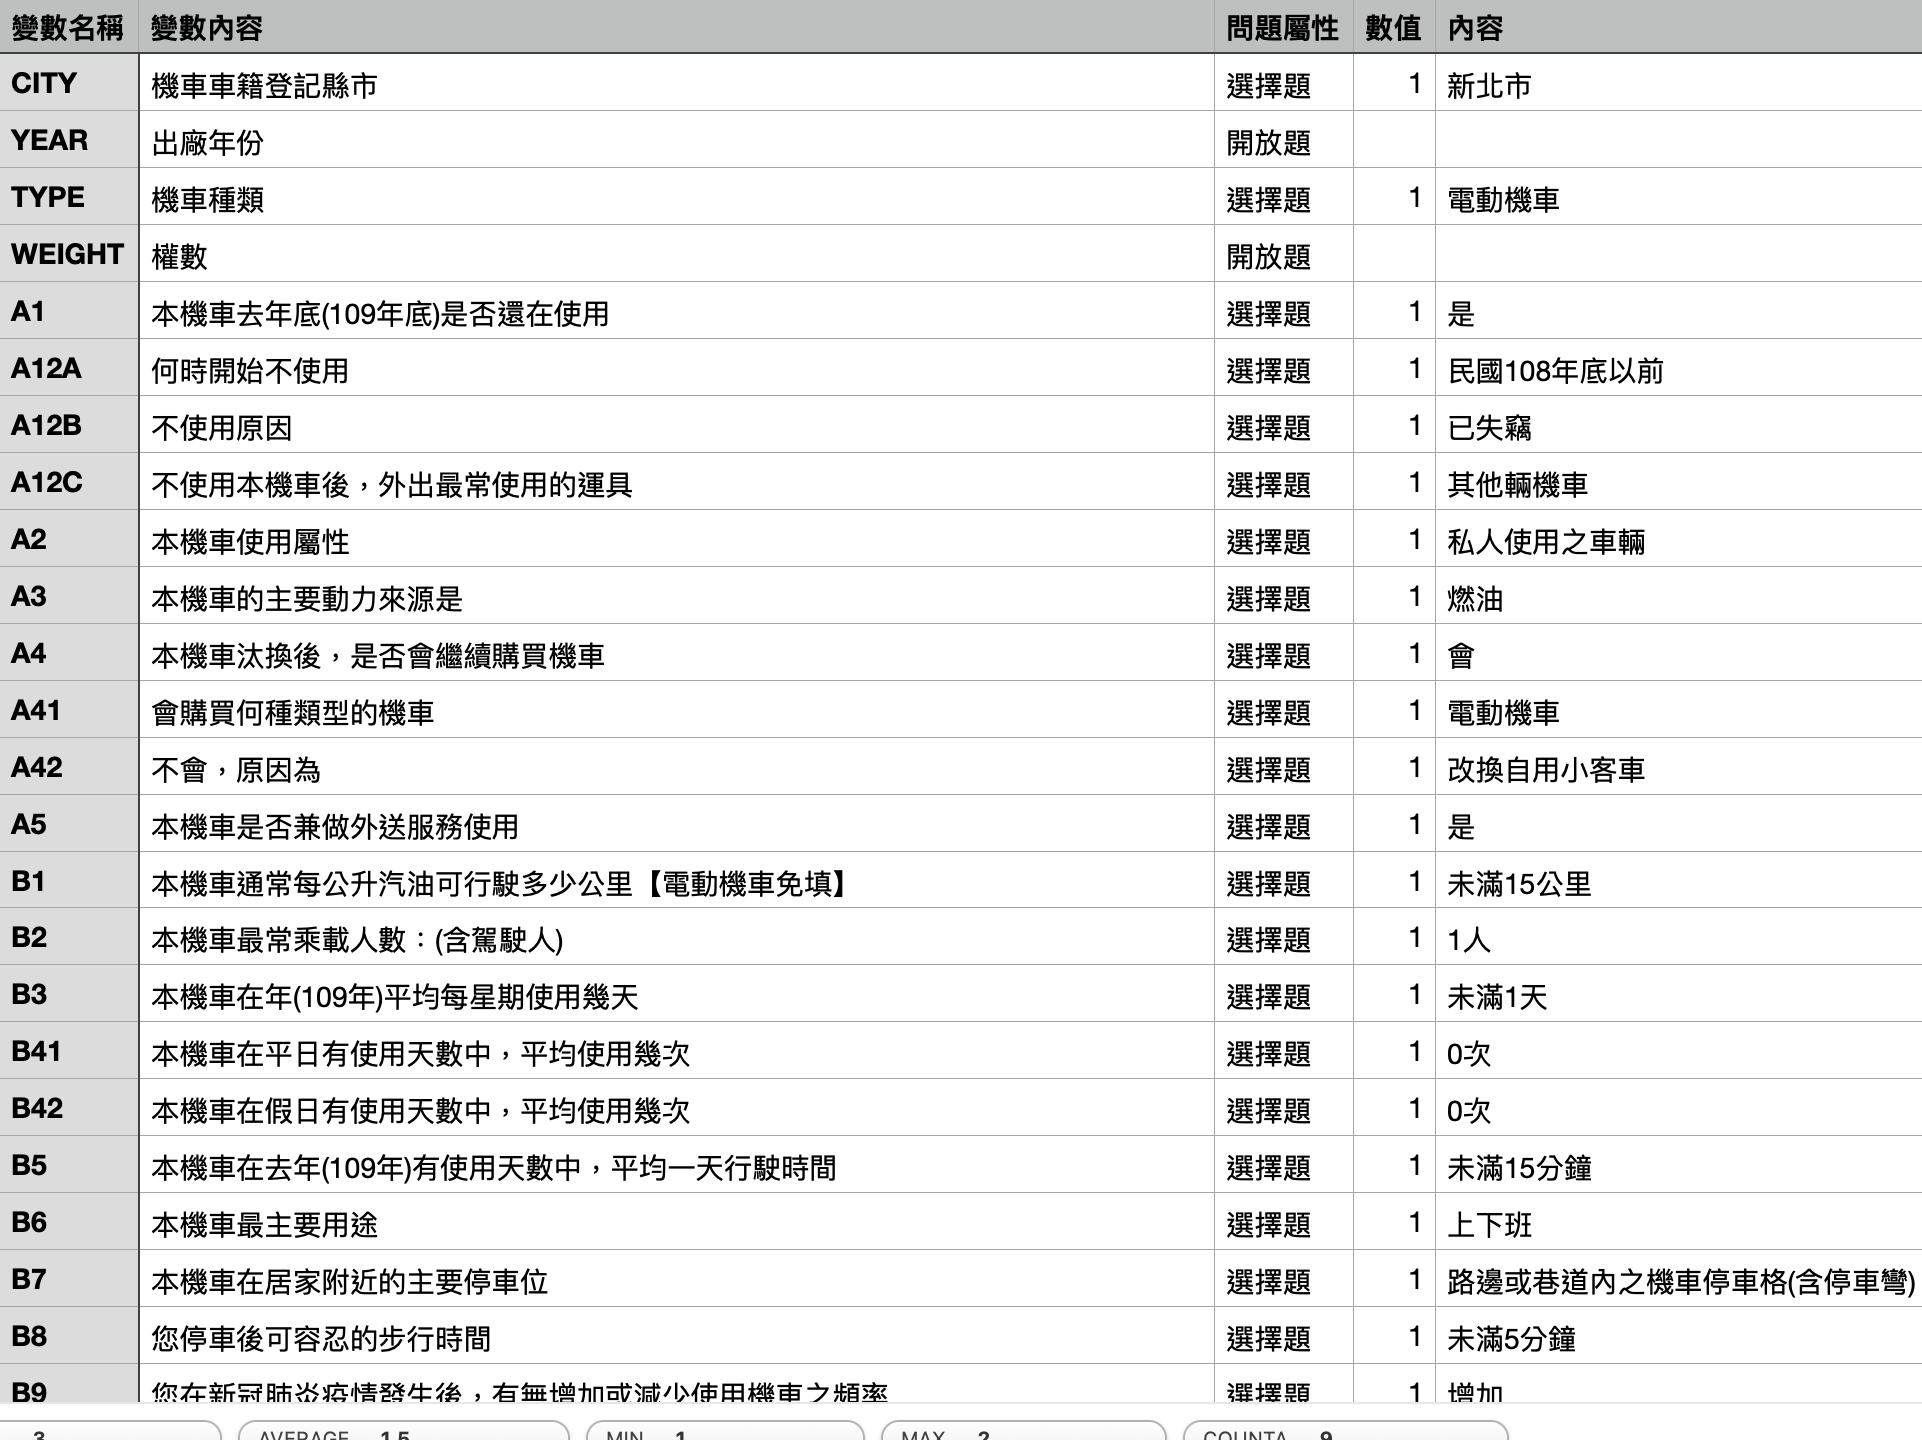 變數名稱 變數內容 問題屬性 數值 內容
CITY 機車車籍登記縣市 選擇題 1 新北市
YEAR 出廠年份 開放題
TYPE 機車種類 選擇題 1 電動機車
WEIGHT 權數 開放題
A1 本機車去年底(109年底)是否還在使用 選擇題 1 是
A12A 何時開始不使用 選擇題 1 民國108年底以前
A12B 不使用原因 選擇題 1 已失竊
A12C 不使用本機車後，外出最常使用的運具 選擇題 1 其他輛機車
A2 本機車使用屬性 選擇題 1 私人使用之車輛
A3 本機車的主要動力來源是 選擇題 1 燃油
A4 本機車汰換後，是否會繼續購買機車 選擇題 1 會
A41 會購買何種類型的機車 選擇題 1 電動機車
A42 不會，原因為 選擇題 1 改換自用小客車
A5 本機車是否兼做外送服務使用 選擇題 1 是
B1 本機車通常每公升汽油可行駛多少公里【電動機車免填】 選擇題 1 未滿15公里
B2 本機車最常乘載人數：(含駕駛人) 選擇題 1 1人
B3 本機車在年(109年)平均每星期使用幾天 選擇題 1 未滿1天
B41 本機車在平日有使用天數中，平均使用幾次 選擇題 1 0次
B42 本機車在假日有使用天數中，平均使用幾次 選擇題 1 0次
B5 本機車在去年(109年)有使用天數中，平均一天行駛時間 選擇題 1 未滿15分鐘
B6 本機車最主要用途 選擇題 1 上下班
B7 本機車在居家附近的主要停車位 選擇題 1 路邊或巷道內之機車停車格(含停車彎)
B8 您停車後可容忍的步行時間 選擇題 1 未滿5分鐘
B9 您在新冠肺炎疫情發生後，有無增加或減少使用機車之頻率 選擇題 1 增加
3 AVERAGE 1.5 MIN 1 MAX 2 COUNTA 9